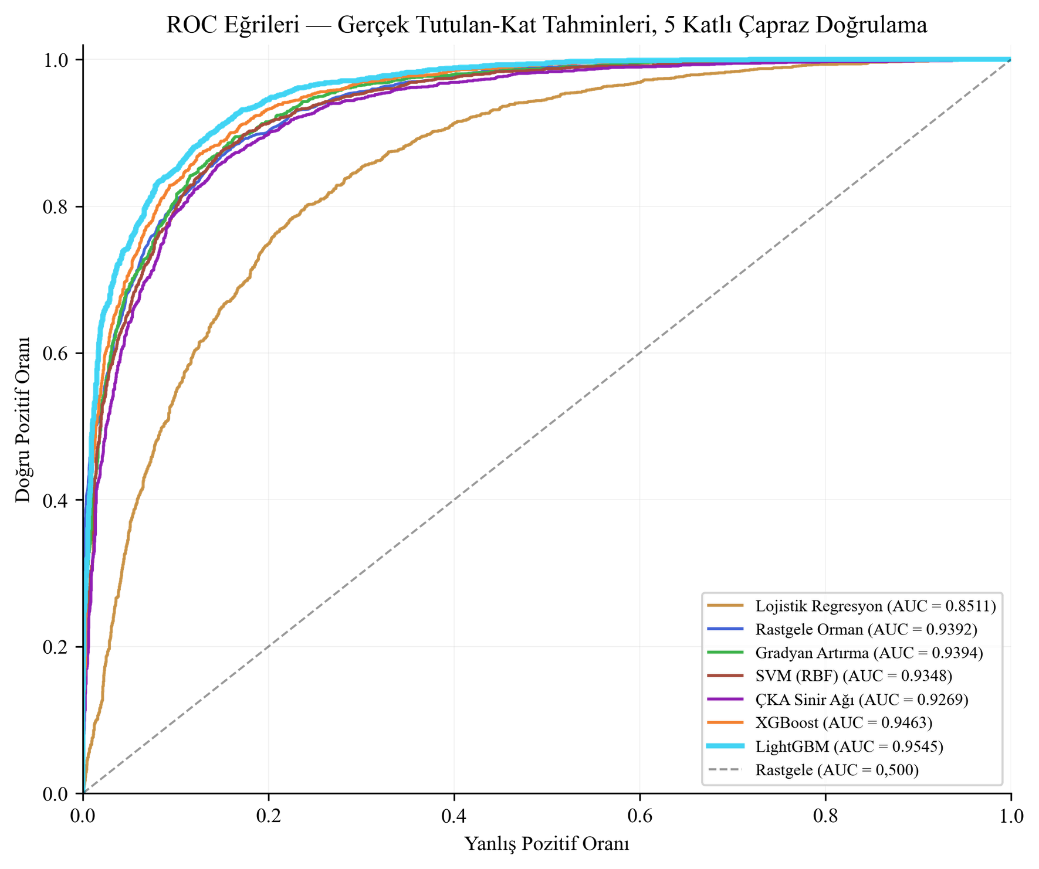 ROC Eğrileri — Gerçek Tutulan-Kat Tahminleri, 5 Katlı Çapraz Doğrulama
Doğru Pozitif Oranı
1.0
0.8
0.6
0.4
0.2
0.0
Lojistik Regresyon (AUC = 0.8511)
Rastgele Orman (AUC = 0.9392)
Gradyan Artırma (AUC = 0.9394)
SVM (RBF) (AUC = 0.9348)
ÇKA Sinir Ağı (AUC = 0.9269)
XGBoost (AUC = 0.9463)
LightGBM (AUC = 0.9545)
Rastgele (AUC = 0,500)
0.0 0.2 0.4 0.6 0.8 1.0
Yanlış Pozitif Oranı